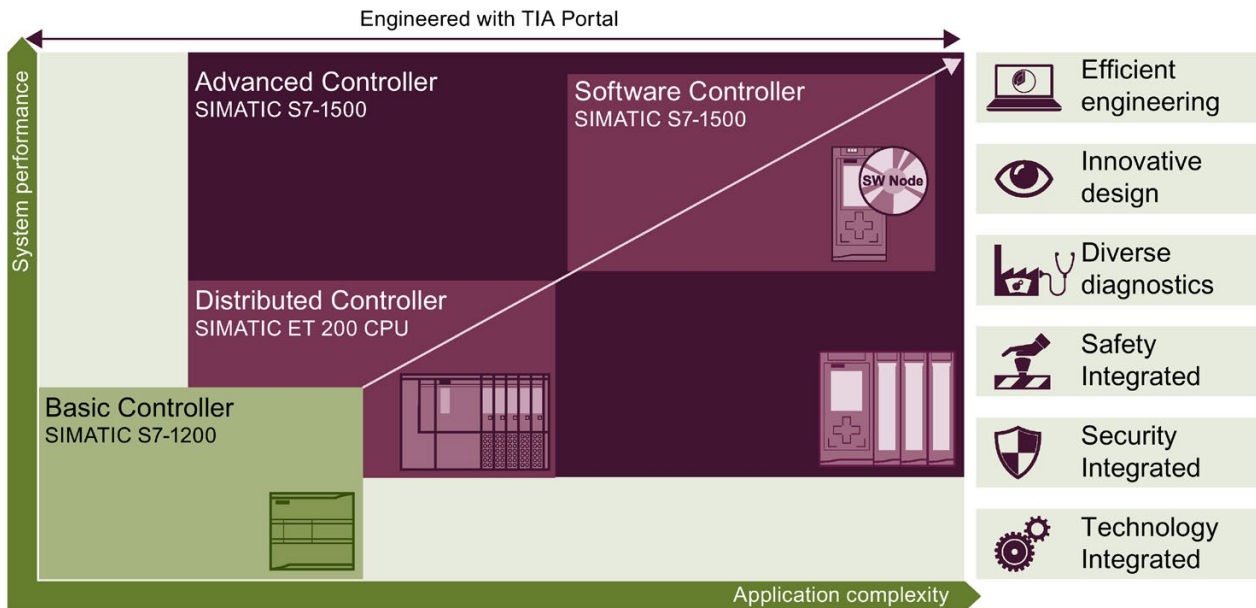 Engineered with TIA Portal
System performance
Advanced Controller
SIMATIC S7-1500
Software Controller
SIMATIC S7-1500
SW Node
Distributed Controller
SIMATIC ET 200 CPU
Basic Controller
SIMATIC S7-1200
Application complexity
Efficient
engineering
Innovative
design
Diverse
diagnostics
Safety
Integrated
Security
Integrated
Technology
Integrated